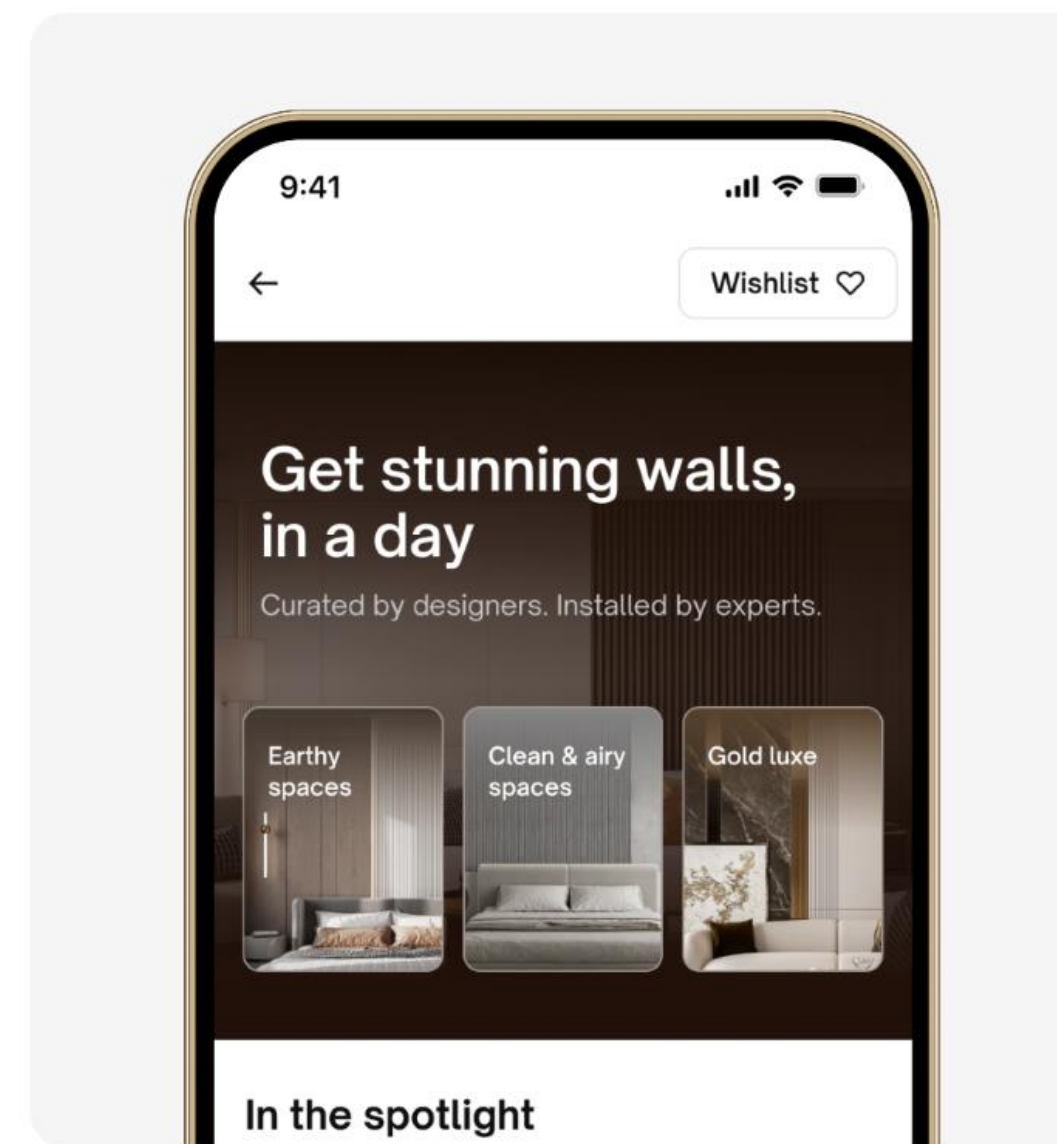 9:41
Wishlist
Get stunning walls,
in a day
Curated by designers. Installed by experts.
Earthy
spaces
Clean & airy
spaces
Gold luxe
In the spotlight